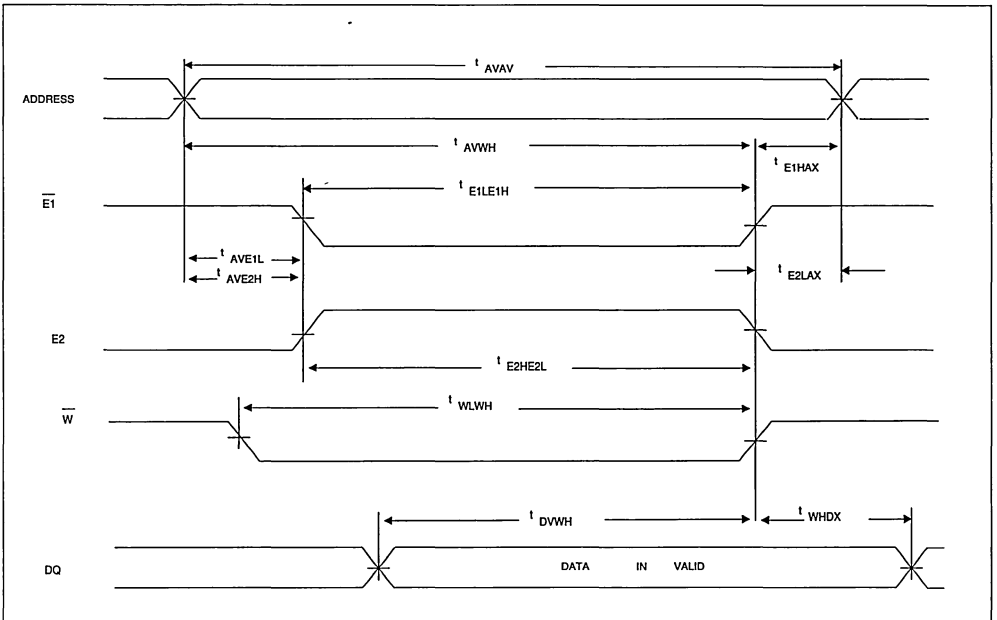 t AVAV
ADDRESS
t AVWH
t E1HAX
t E1LE1H
E1
t AVE1L
t AVE2H
t E2LAX
E2
t E2HE2L
t WLWH
W
t DVWH
t WHDX
DQ
DATA IN VALID